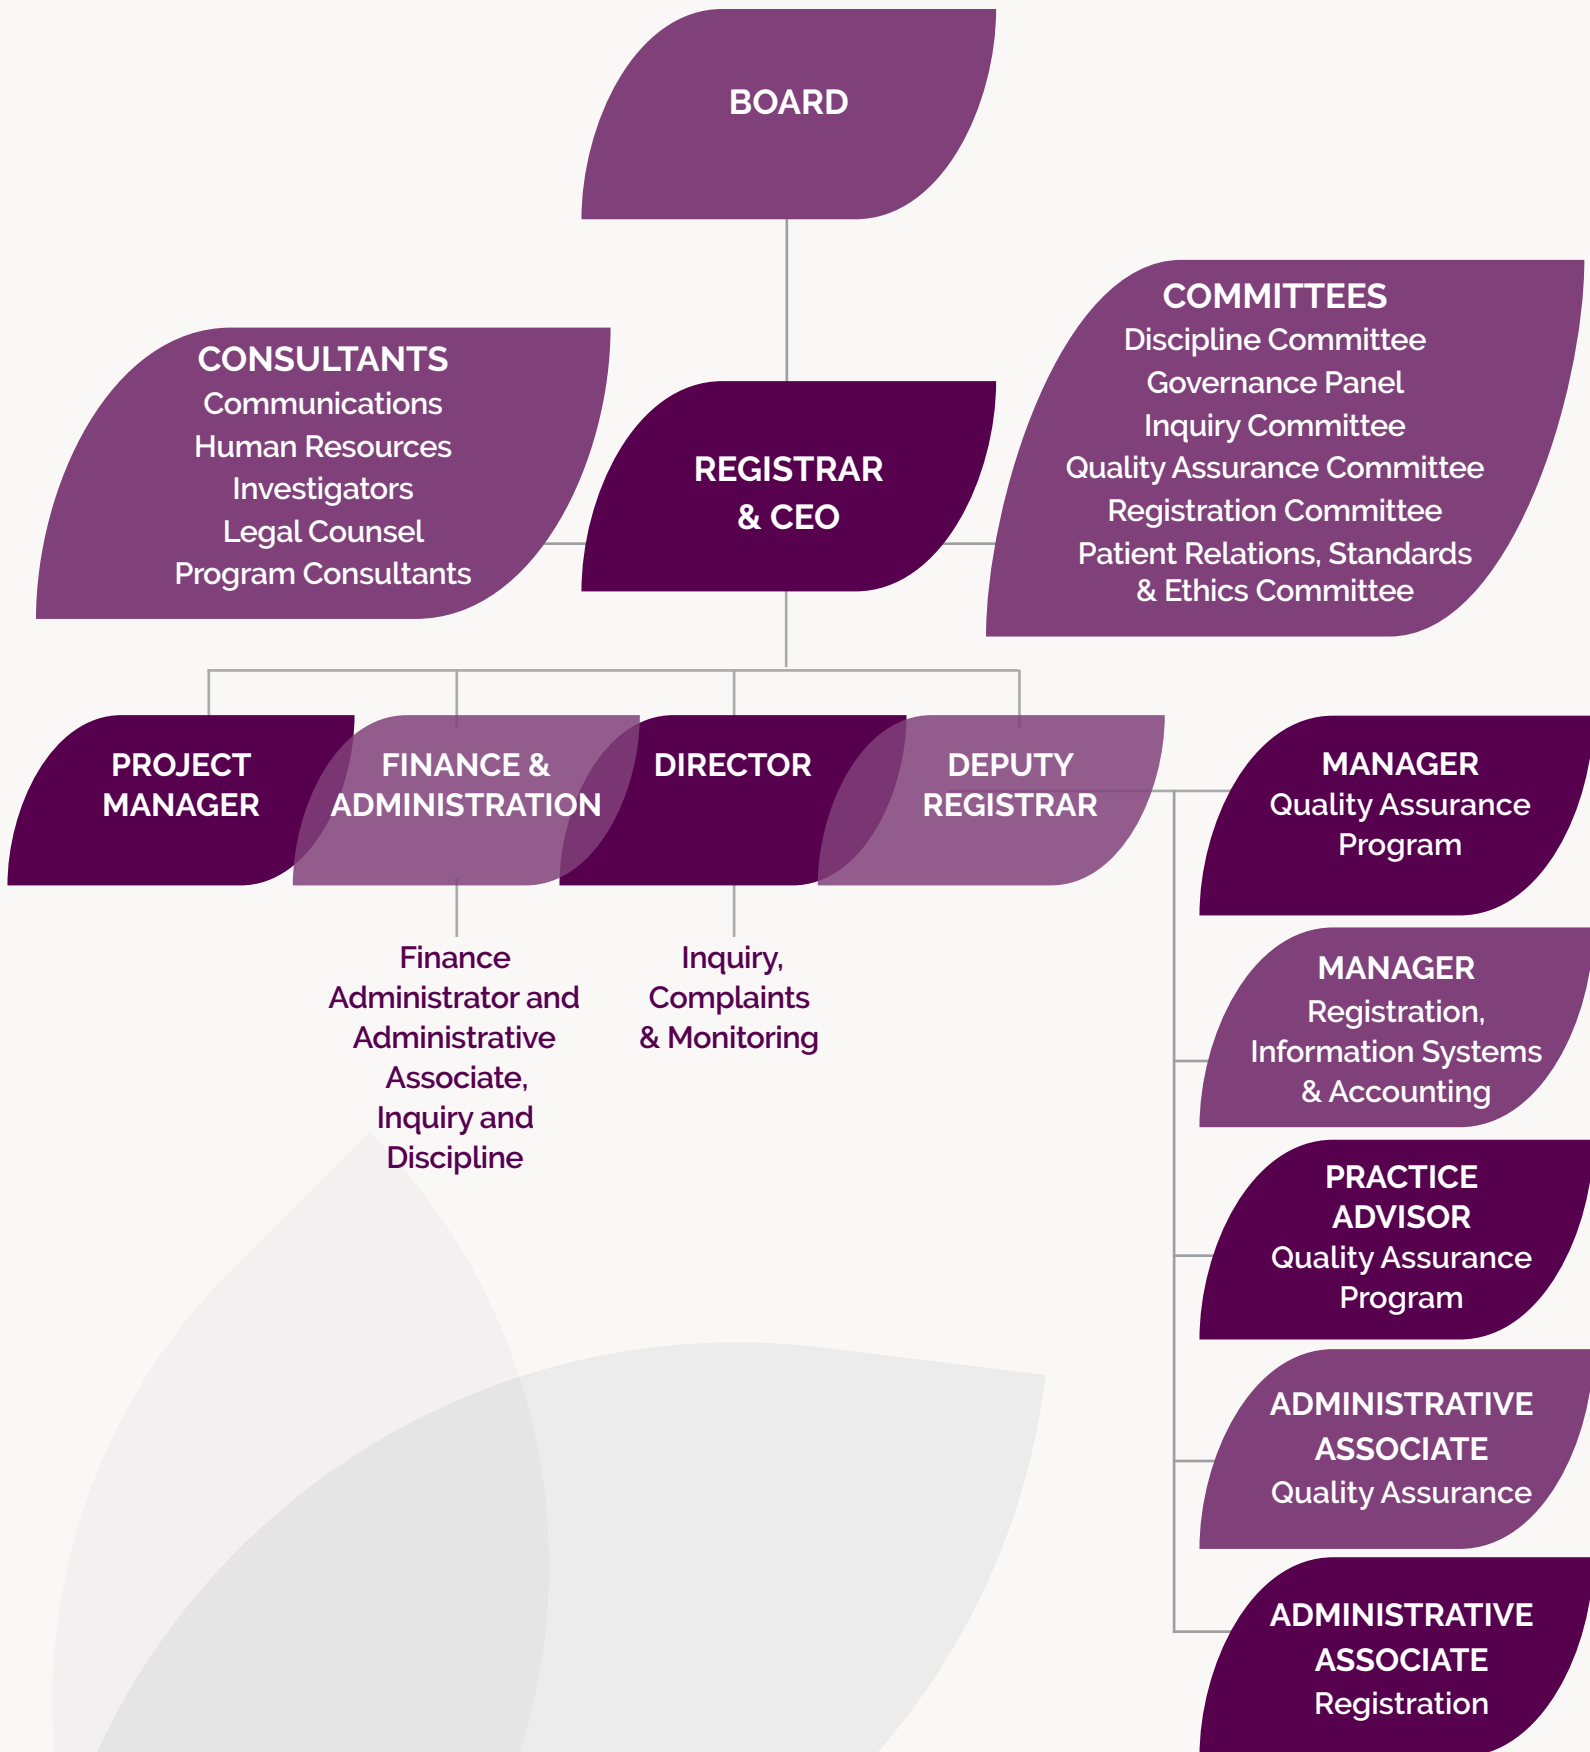 BOARD
CONSULTANTS
Communications
Human Resources
Investigators
Legal Counsel
Program Consultants
REGISTRAR
& CEO
COMMITTEES
Discipline Committee
Governance Panel
Inquiry Committee
Quality Assurance Committee
Registration Committee
Patient Relations, Standards
& Ethics Committee
PROJECT
MANAGER
FINANCE &
ADMINISTRATION
DIRECTOR
DEPUTY
REGISTRAR
Finance
Administrator and
Administrative
Associate,
Inquiry and
Discipline
Inquiry,
Complaints
& Monitoring
MANAGER
Quality Assurance
Program
MANAGER
Registration,
Information Systems
& Accounting
PRACTICE
ADVISOR
Quality Assurance
Program
ADMINISTRATIVE
ASSOCIATE
Quality Assurance
ADMINISTRATIVE
ASSOCIATE
Registration